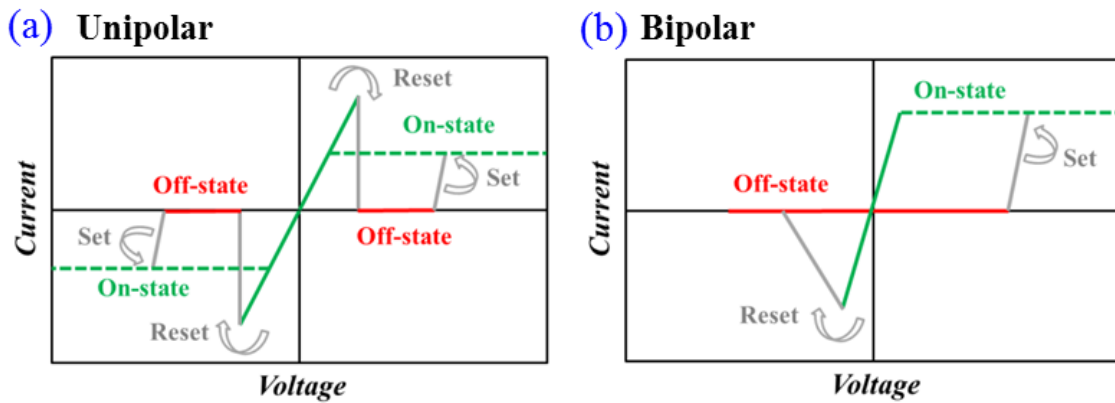 (a) Unipolar
Reset
On-state
Set
Off-state
Off-state
Set
On-state
Reset
Current
Voltage
(b) Bipolar
On-state
Set
Off-state
Reset
Current
Voltage